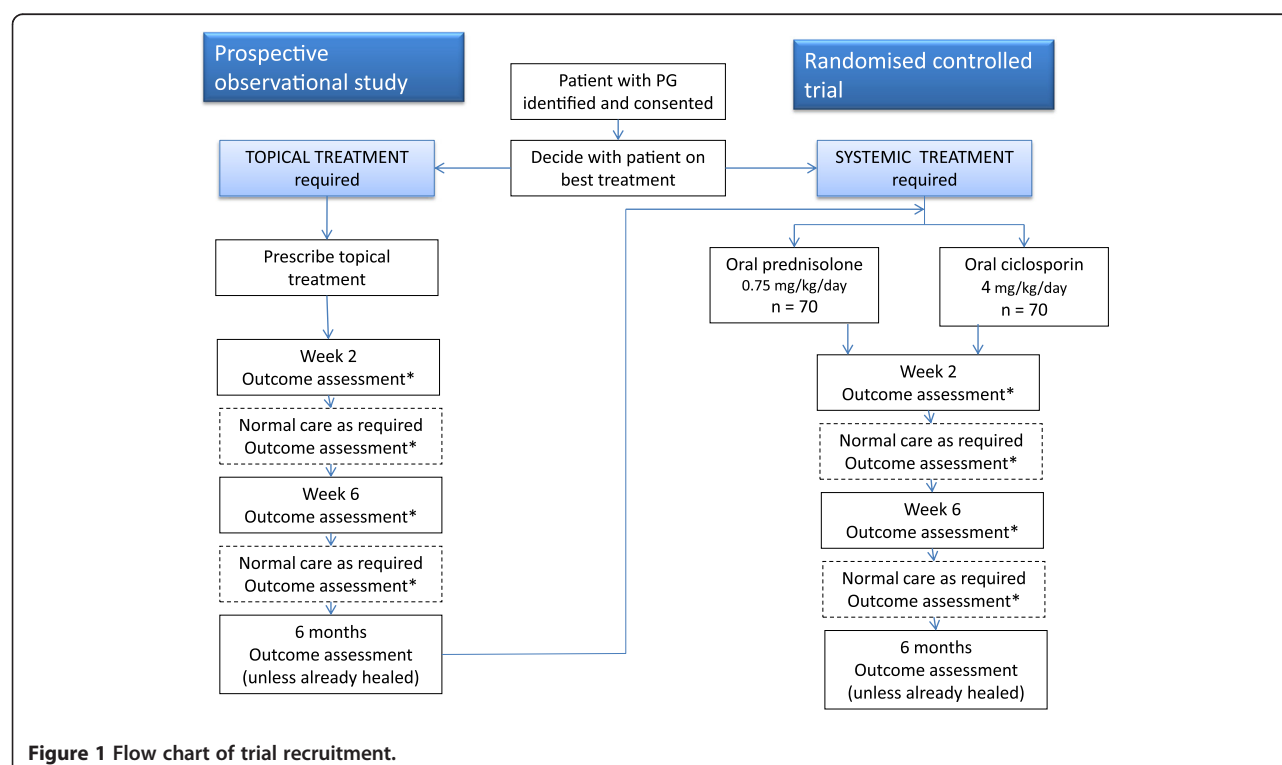 Prospective
observational study
Patient with PG
identified and consented
Randomised controlled
trial
TOPICAL TREATMENT
required
Decide with patient on
best treatment
SYSTEMIC TREATMENT
required
Prescribe topical
treatment
Week 2
Outcome assessment*
Normal care as required
Outcome assessment*
Week 6
Outcome assessment*
Normal care as required
Outcome assessment*
6 months
Outcome assessment
(unless already healed)
Oral prednisolone
0.75 mg/kg/day
n = 70
Oral ciclosporin
4 mg/kg/day
n = 70
Week 2
Outcome assessment*
Normal care as required
Outcome assessment*
Week 6
Outcome assessment*
Normal care as required
Outcome assessment*
6 months
Outcome assessment
(unless already healed)
Figure 1 Flow chart of trial recruitment.